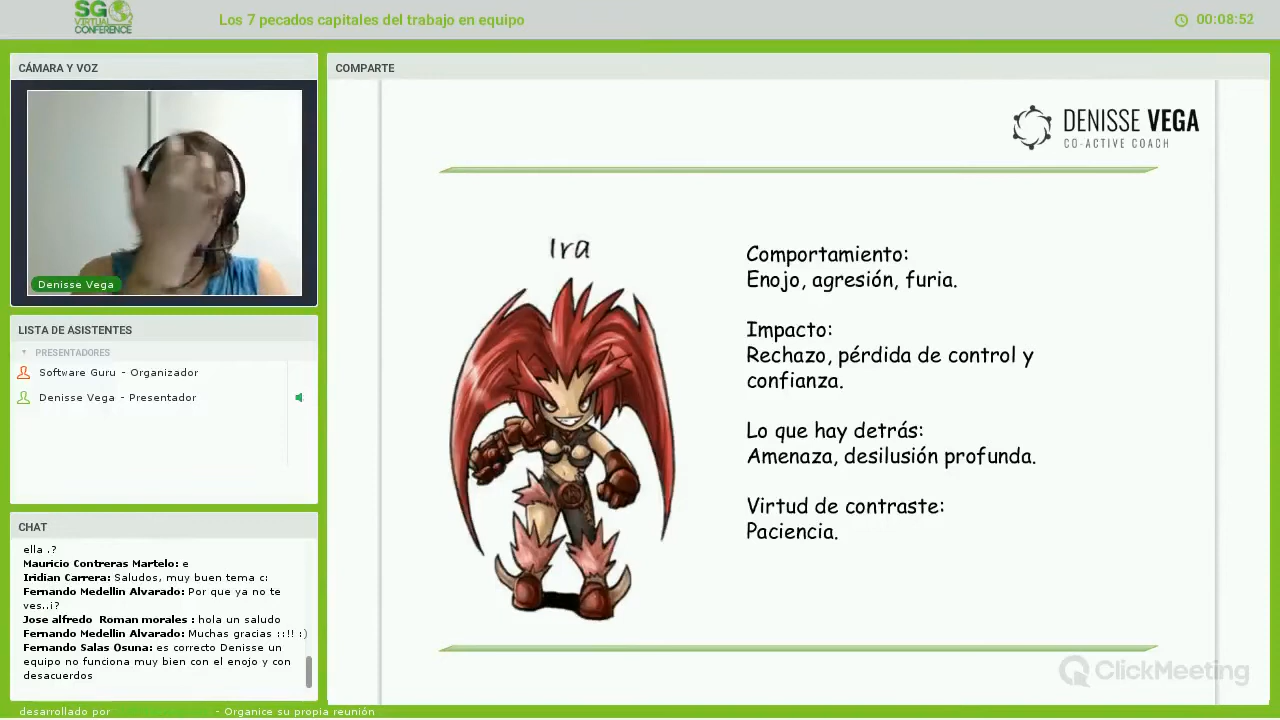 SG VIRTUAL CONFERENCE
Los 7 pecados capitales del trabajo en equipo
00:08:52
CÁMARA Y VOZ
Denisse Vega
LISTA DE ASISTENTES
PRESENTADORES
Software Guru - Organizador
Denisse Vega - Presentador
CHAT
ella .?
Mauricio Contreras Martelo: e
Iridian Carrera: Saludos, muy buen tema c:
Fernando Medellin Alvarado: Por que ya no te
ves..¡?
Jose alfredo Roman morales : hola un saludo
Fernando Medellin Alvarado: Muchas gracias ::!! :)
Fernando Salas Osuna: es correcto Denisse un
equipo no funciona muy bien con el enojo y con
desacuerdos
desarrollado por
- Organice su propia reunión
COMPARTE
DENISSE VEGA
CO-ACTIVE COACH
Ira
Comportamiento:
Enojo, agresión, furia.
Impacto:
Rechazo, pérdida de control y
confianza.
Lo que hay detrás:
Amenaza, desilusión profunda.
Virtud de contraste:
Paciencia.
ClickMeeting